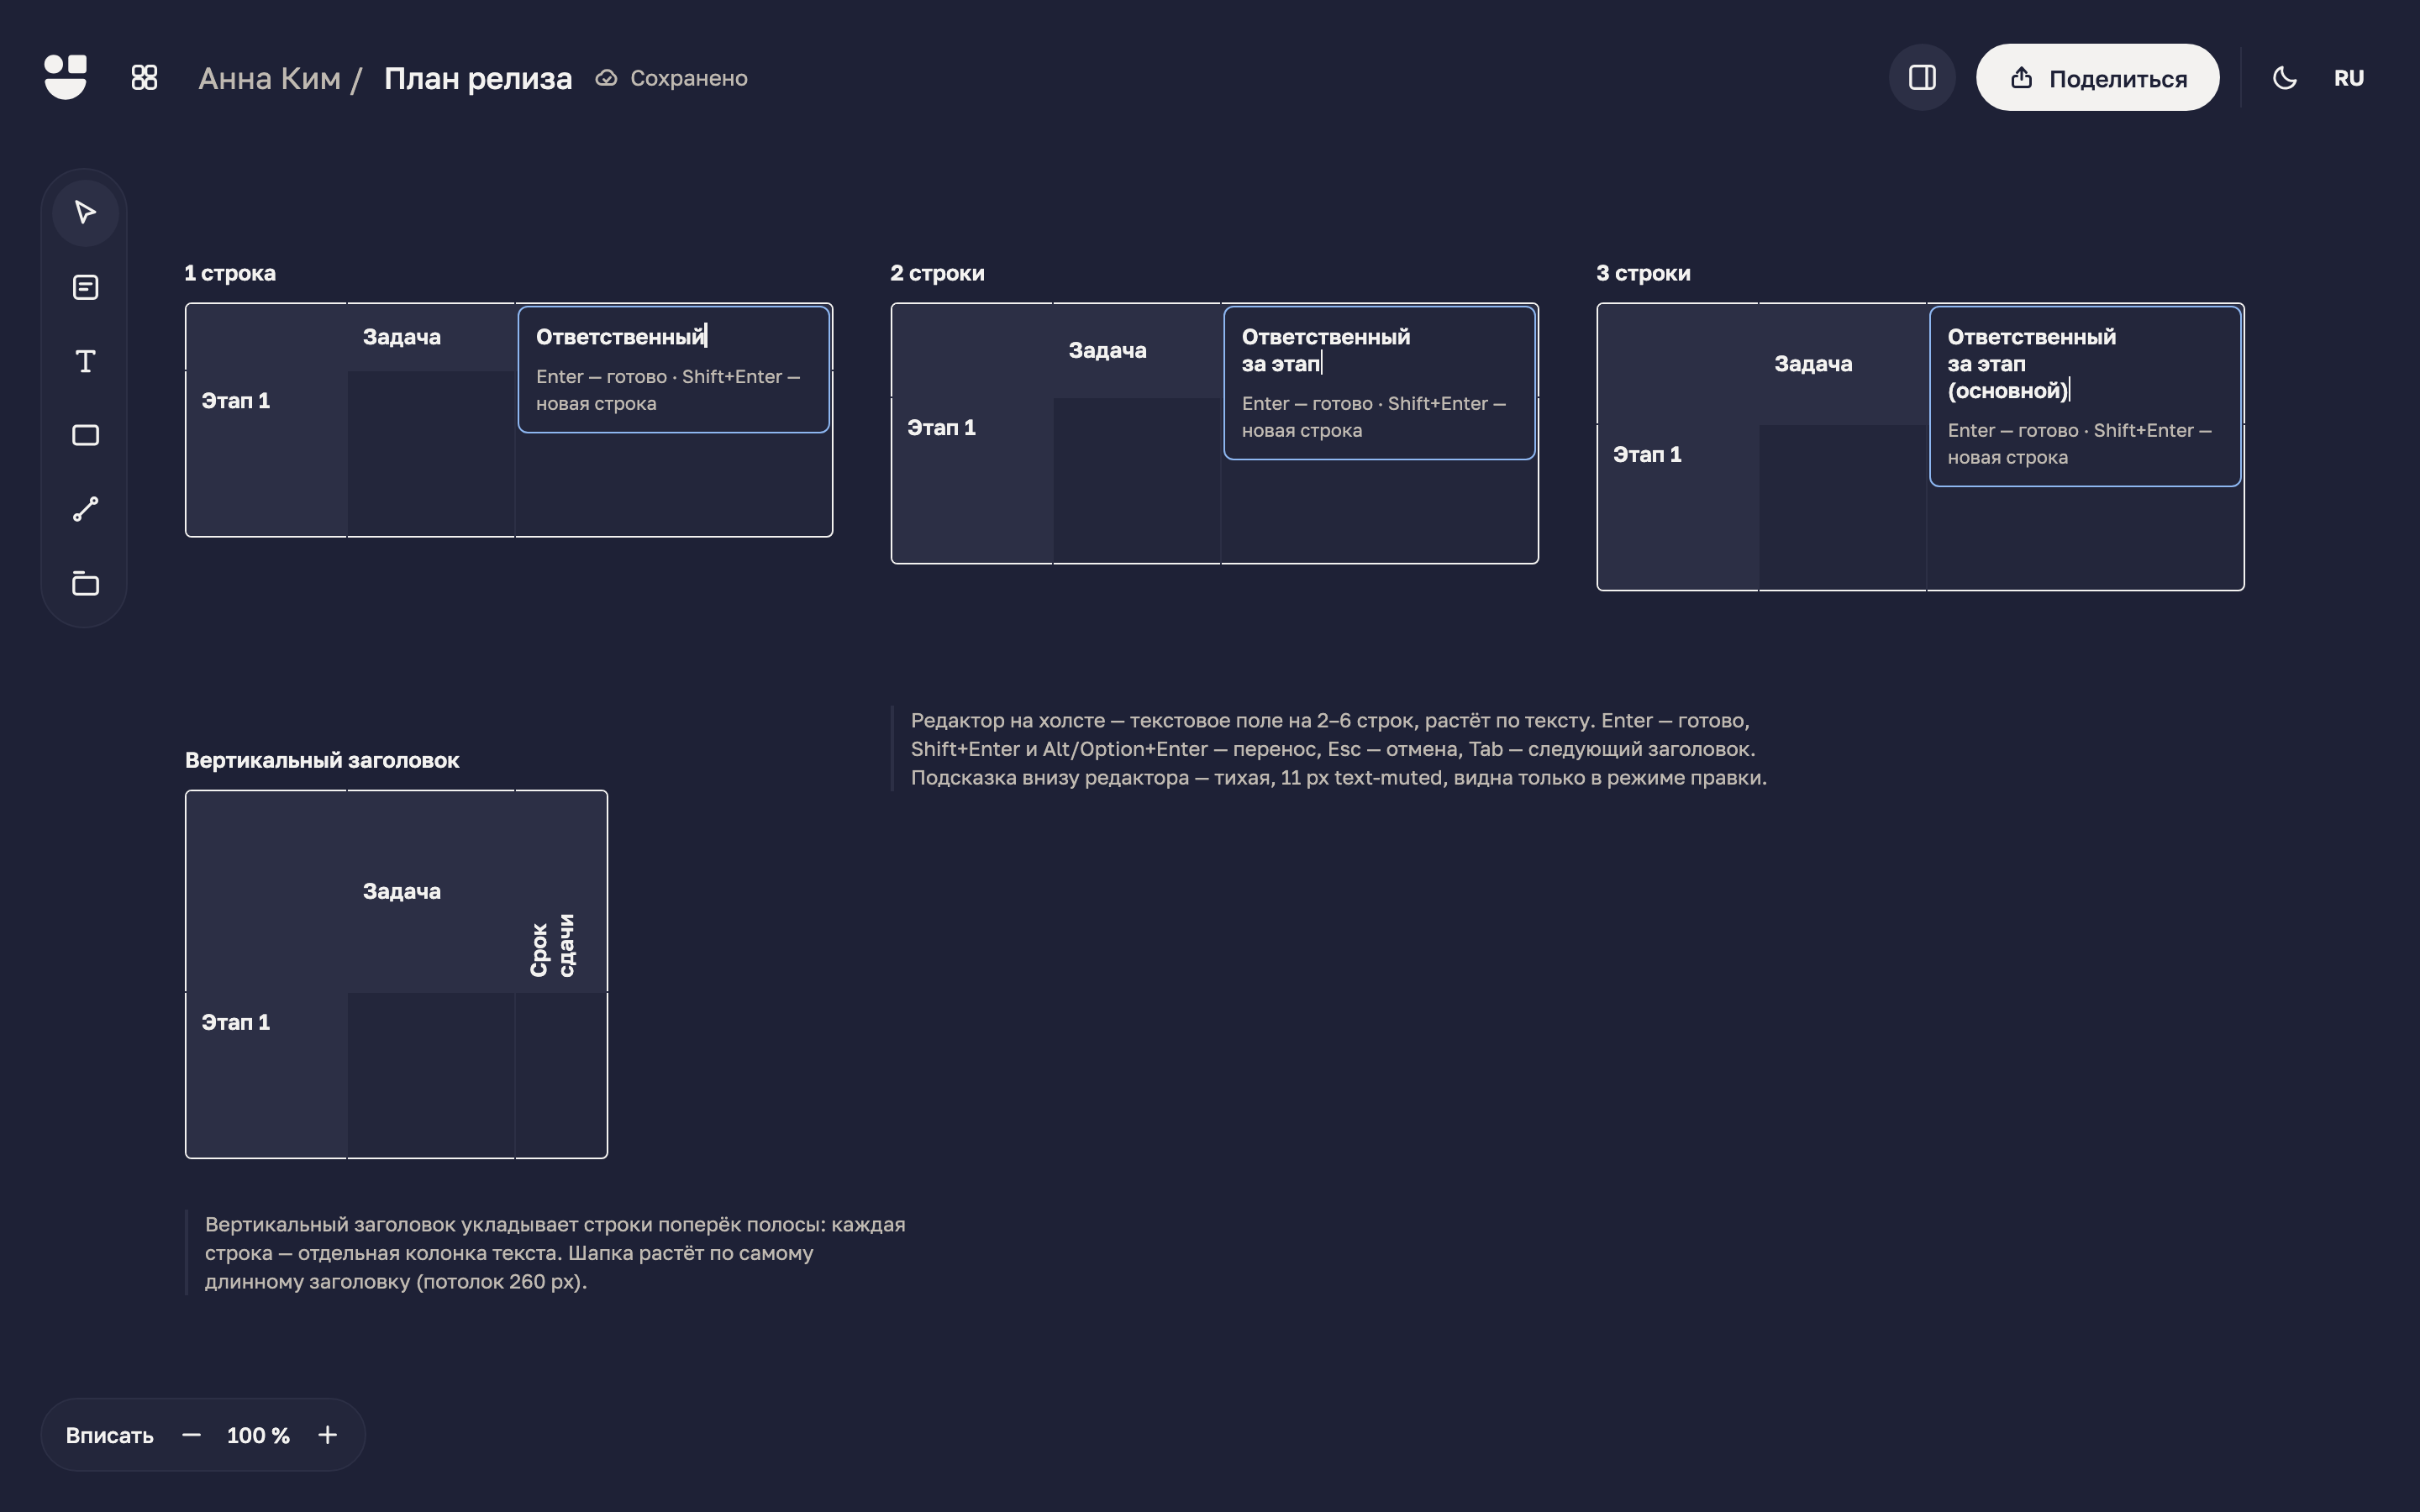 Анна Ким / План релиза Сохранено
Поделиться
RU
1 строка
Задача
Ответственный
Enter — готово · Shift+Enter —
новая строка
Этап 1
2 строки
Задача
Ответственный
за этап
Enter — готово · Shift+Enter —
новая строка
Этап 1
3 строки
Задача
Ответственный
за этап
(основной)
Enter — готово · Shift+Enter —
новая строка
Этап 1
Редактор на холсте — текстовое поле на 2–6 строк, растёт по тексту. Enter — готово,
Shift+Enter и Alt/Option+Enter — перенос, Esc — отмена, Tab — следующий заголовок.
Подсказка внизу редактора — тихая, 11 px text-muted, видна только в режиме правки.
Вертикальный заголовок
Задача
Срок
сдачи
Этап 1
Вертикальный заголовок укладывает строки поперёк полосы: каждая
строка — отдельная колонка текста. Шапка растёт по самому
длинному заголовку (потолок 260 px).
Вписать — 100 % +